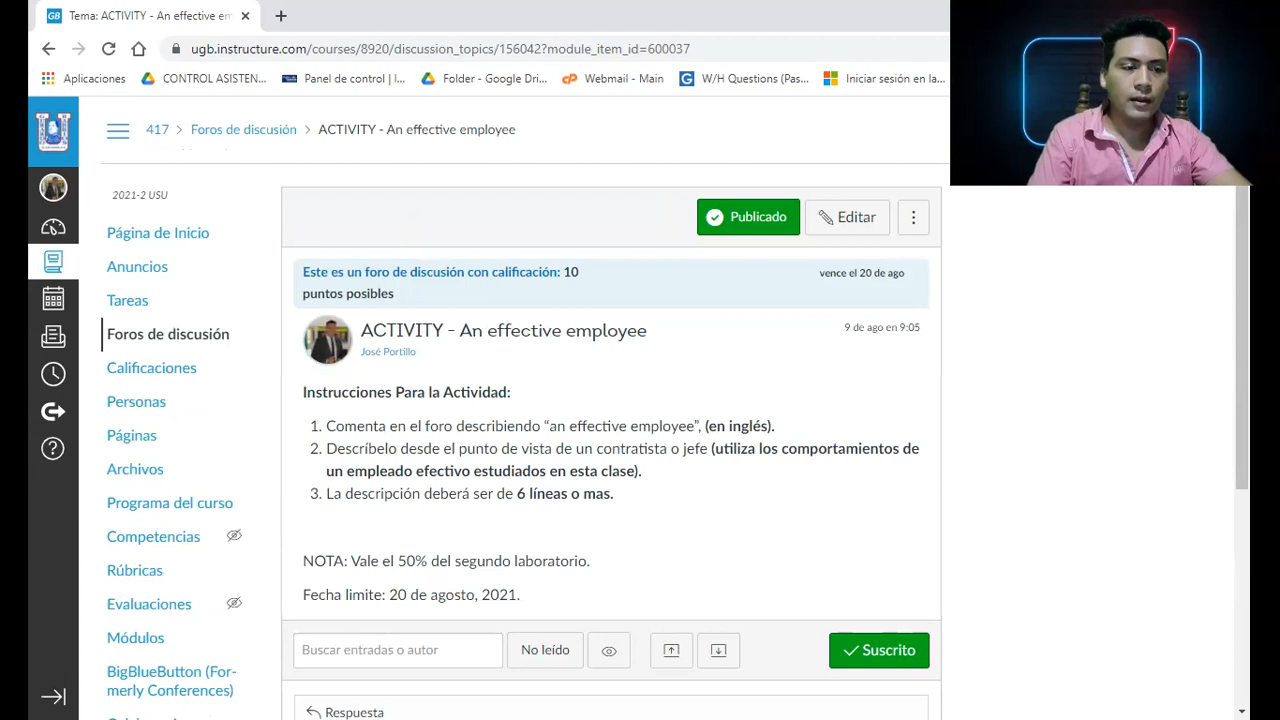 Tema: ACTIVITY - An effective em
ugb.instructure.com/courses/8920/discussion_topics/156042?module_item_id=600037
Aplicaciones
CONTROL ASISTEN...
Panel de control | I...
Folder - Google Dri...
Webmail - Main
W/H Questions (Pas...
Iniciar sesión en la...
417 > Foros de discusión > ACTIVITY - An effective employee
2021-2 USU
Página de Inicio
Anuncios
Tareas
Foros de discusión
Calificaciones
Personas
Páginas
Archivos
Programa del curso
Competencias
Rúbricas
Evaluaciones
Módulos
BigBlueButton (For-
merly Conferences)
Publicado
Editar
Este es un foro de discusión con calificación: 10
puntos posibles
vence el 20 de ago
ACTIVITY - An effective employee
9 de ago en 9:05
José Portillo
Instrucciones Para la Actividad:
1. Comenta en el foro describiendo “an effective employee”, (en inglés).
2. Descríbelo desde el punto de vista de un contratista o jefe (utiliza los comportamientos de
un empleado efectivo estudiados en esta clase).
3. La descripción deberá ser de 6 líneas o mas.
NOTA: Vale el 50% del segundo laboratorio.
Fecha limite: 20 de agosto, 2021.
Buscar entradas o autor
No leído
Suscrito
Respuesta